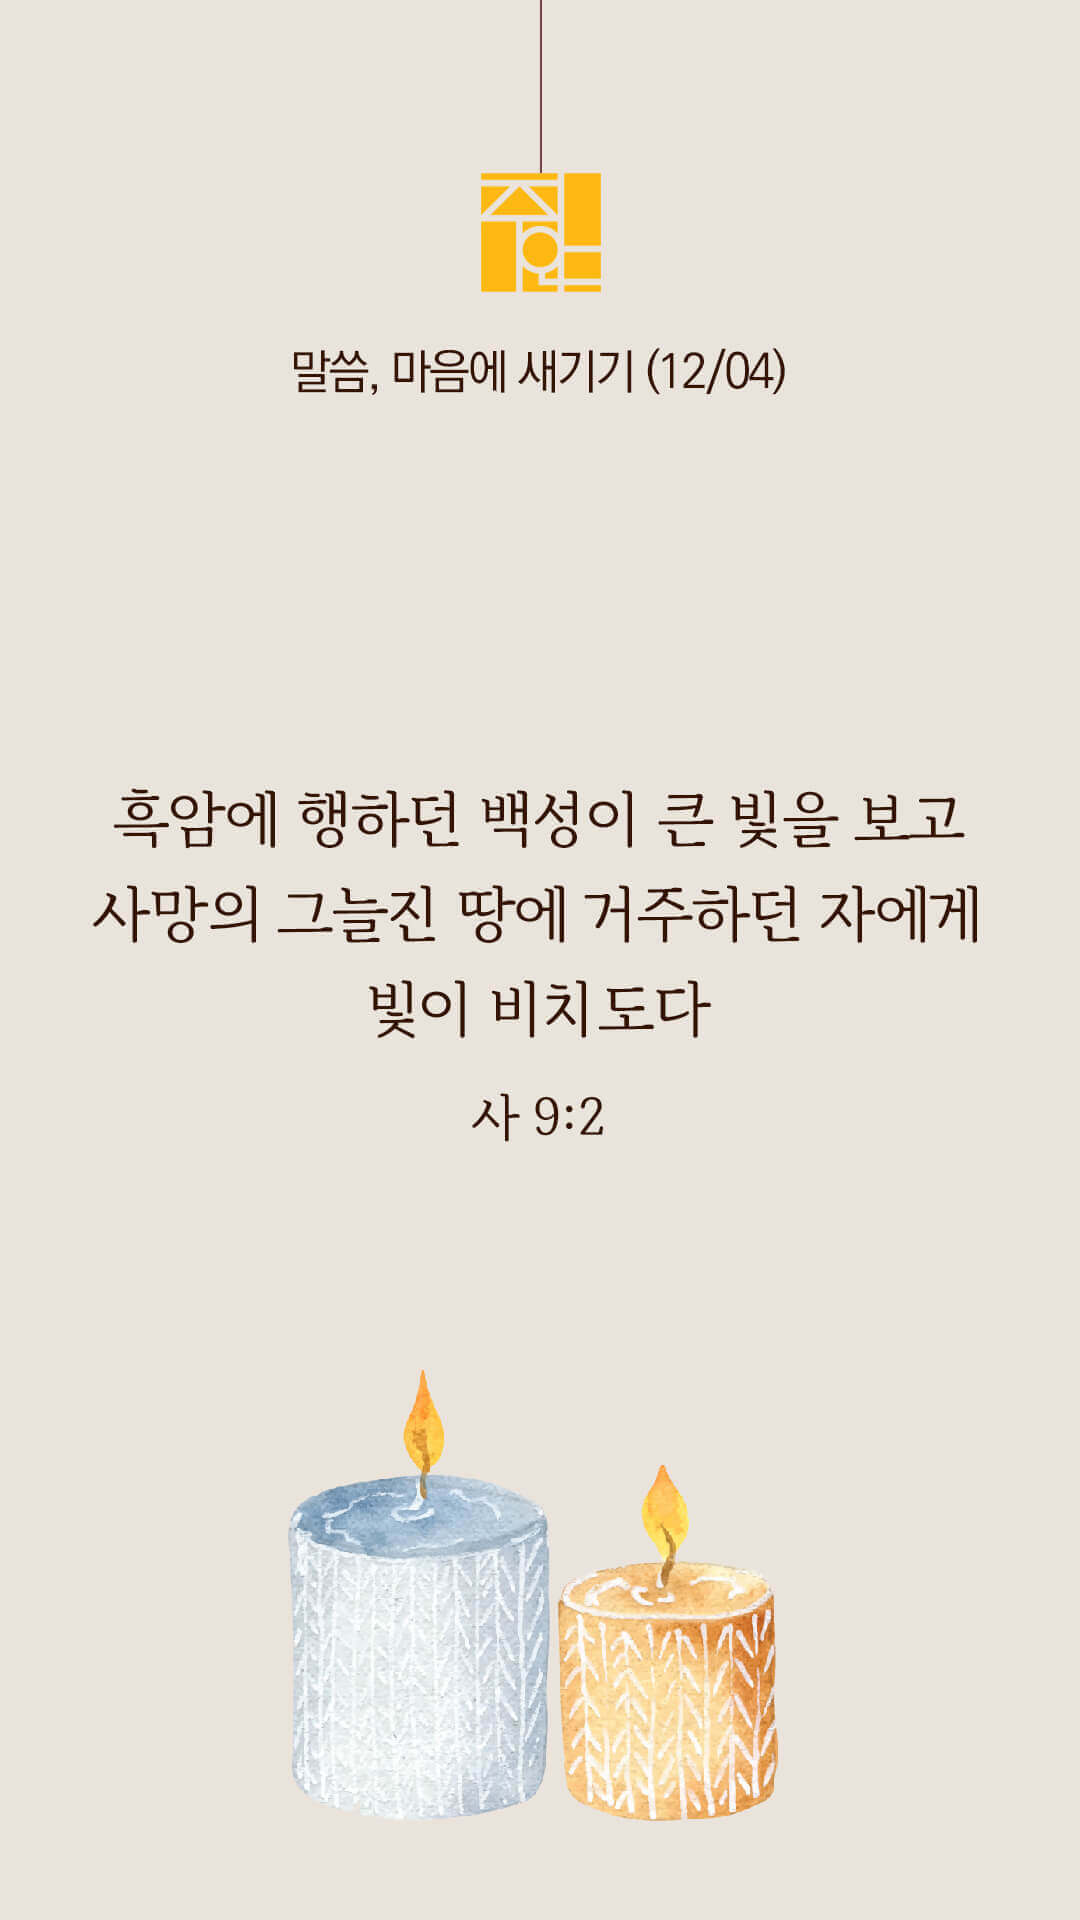 말씀, 마음에 새기기 (12/04)
흑암에 행하던 백성이 큰 빛을 보고
사망의 그늘진 땅에 거주하던 자에게
빛이 비치도다
사 9:2